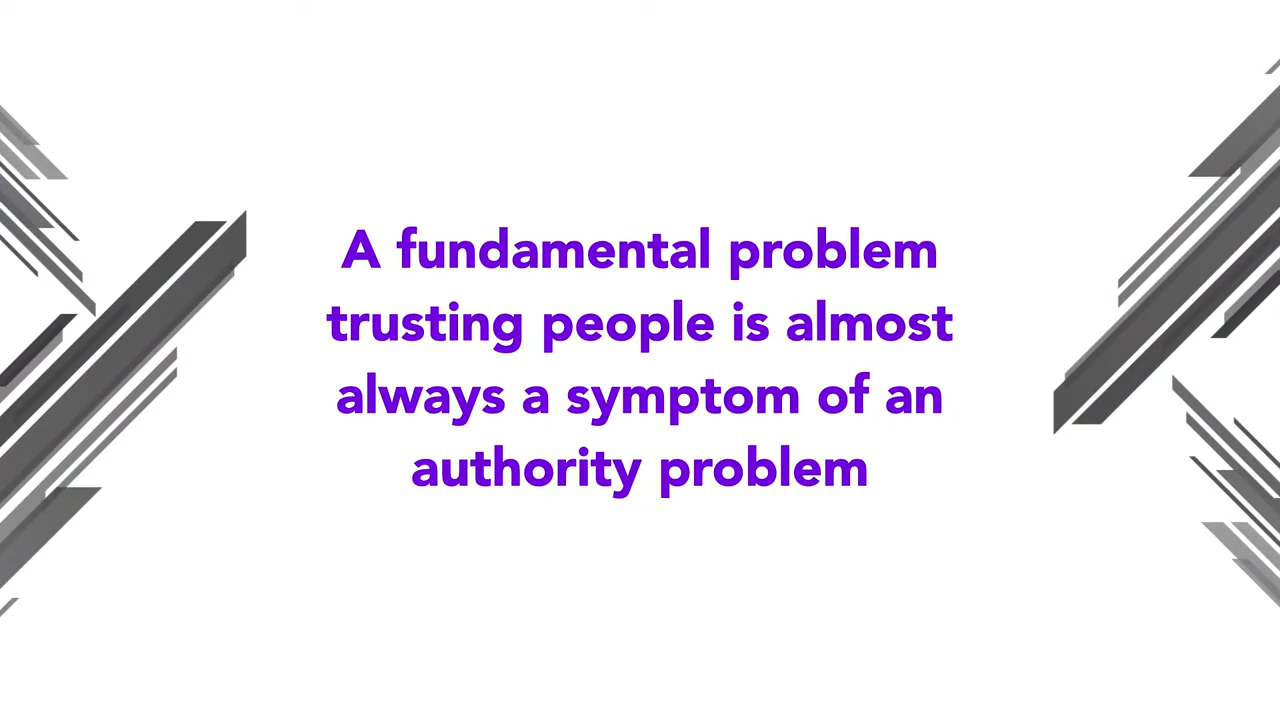 A fundamental problem
trusting people is almost
always a symptom of an
authority problem